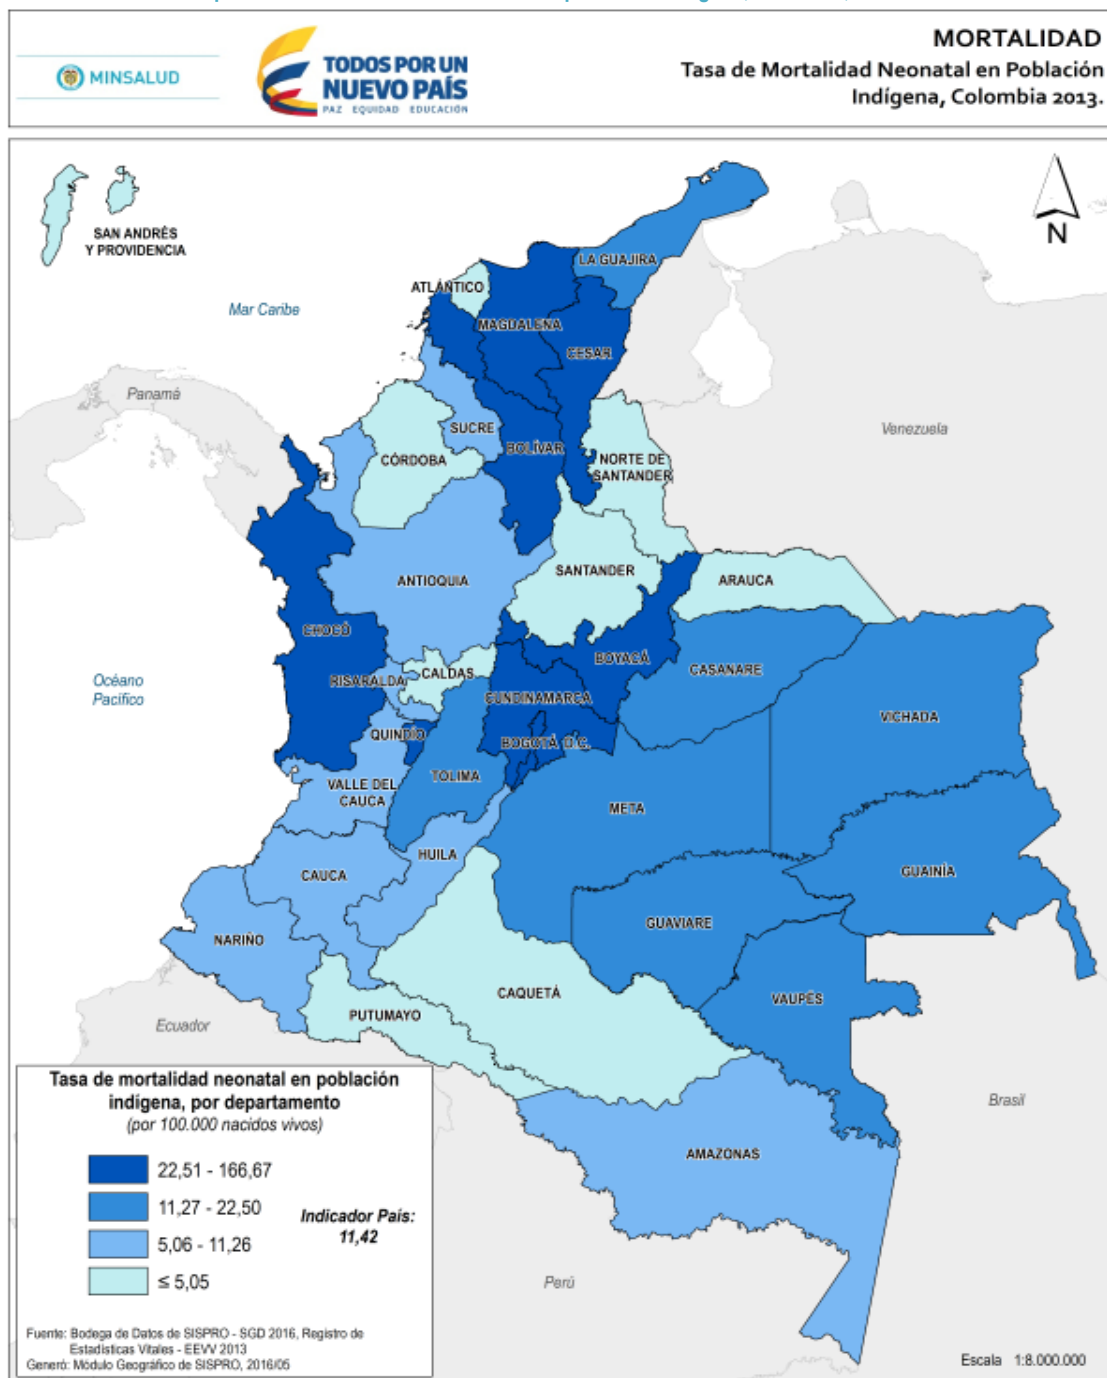 MINSALUD
TODOS POR UN
NUEVO PAÍS
PAZ EQUIDAD EDUCACIÓN
MORTALIDAD
Tasa de Mortalidad Neonatal en Población
Indígena, Colombia 2013.
SAN ANDRÉS
Y PROVIDENCIA
N
LA GUAJIRA
ATLÁNTICO
Mar Caribe
MAGDALENA
CESAR
Panamá
SUCRE
BOLÍVAR
Venezuela
CÓRDOBA
NORTE DE
SANTANDER
ANTIOQUIA
SANTANDER
ARAUCA
CHOCÓ
BOYACÁ
CASANARE
RISARALDA
CALDAS
Océano
Pacífico
CUNDINAMARCA
VICHADA
QUINDÍO
BOGOTÁ D.C.
TOLIMA
VALLE DEL
CAUCA
META
HUILA
CAUCA
GUAINÍA
NARIÑO
GUAVIARE
CAQUETÁ
VAUPÉS
PUTUMAYO
Ecuador
Brasil
AMAZONAS
Perú
Tasa de mortalidad neonatal en población
indígena, por departamento
(por 100.000 nacidos vivos)
22,51 - 166,67
11,27 - 22,50
5,06 - 11,26
≤ 5,05
Indicador País:
11,42
Fuente: Bodega de Datos de SISPRO - SGD 2016, Registro de
Estadísticas Vitales - EEVV 2013
Generó: Módulo Geográfico de SISPRO, 2016/05
Escala 1:8.000.000